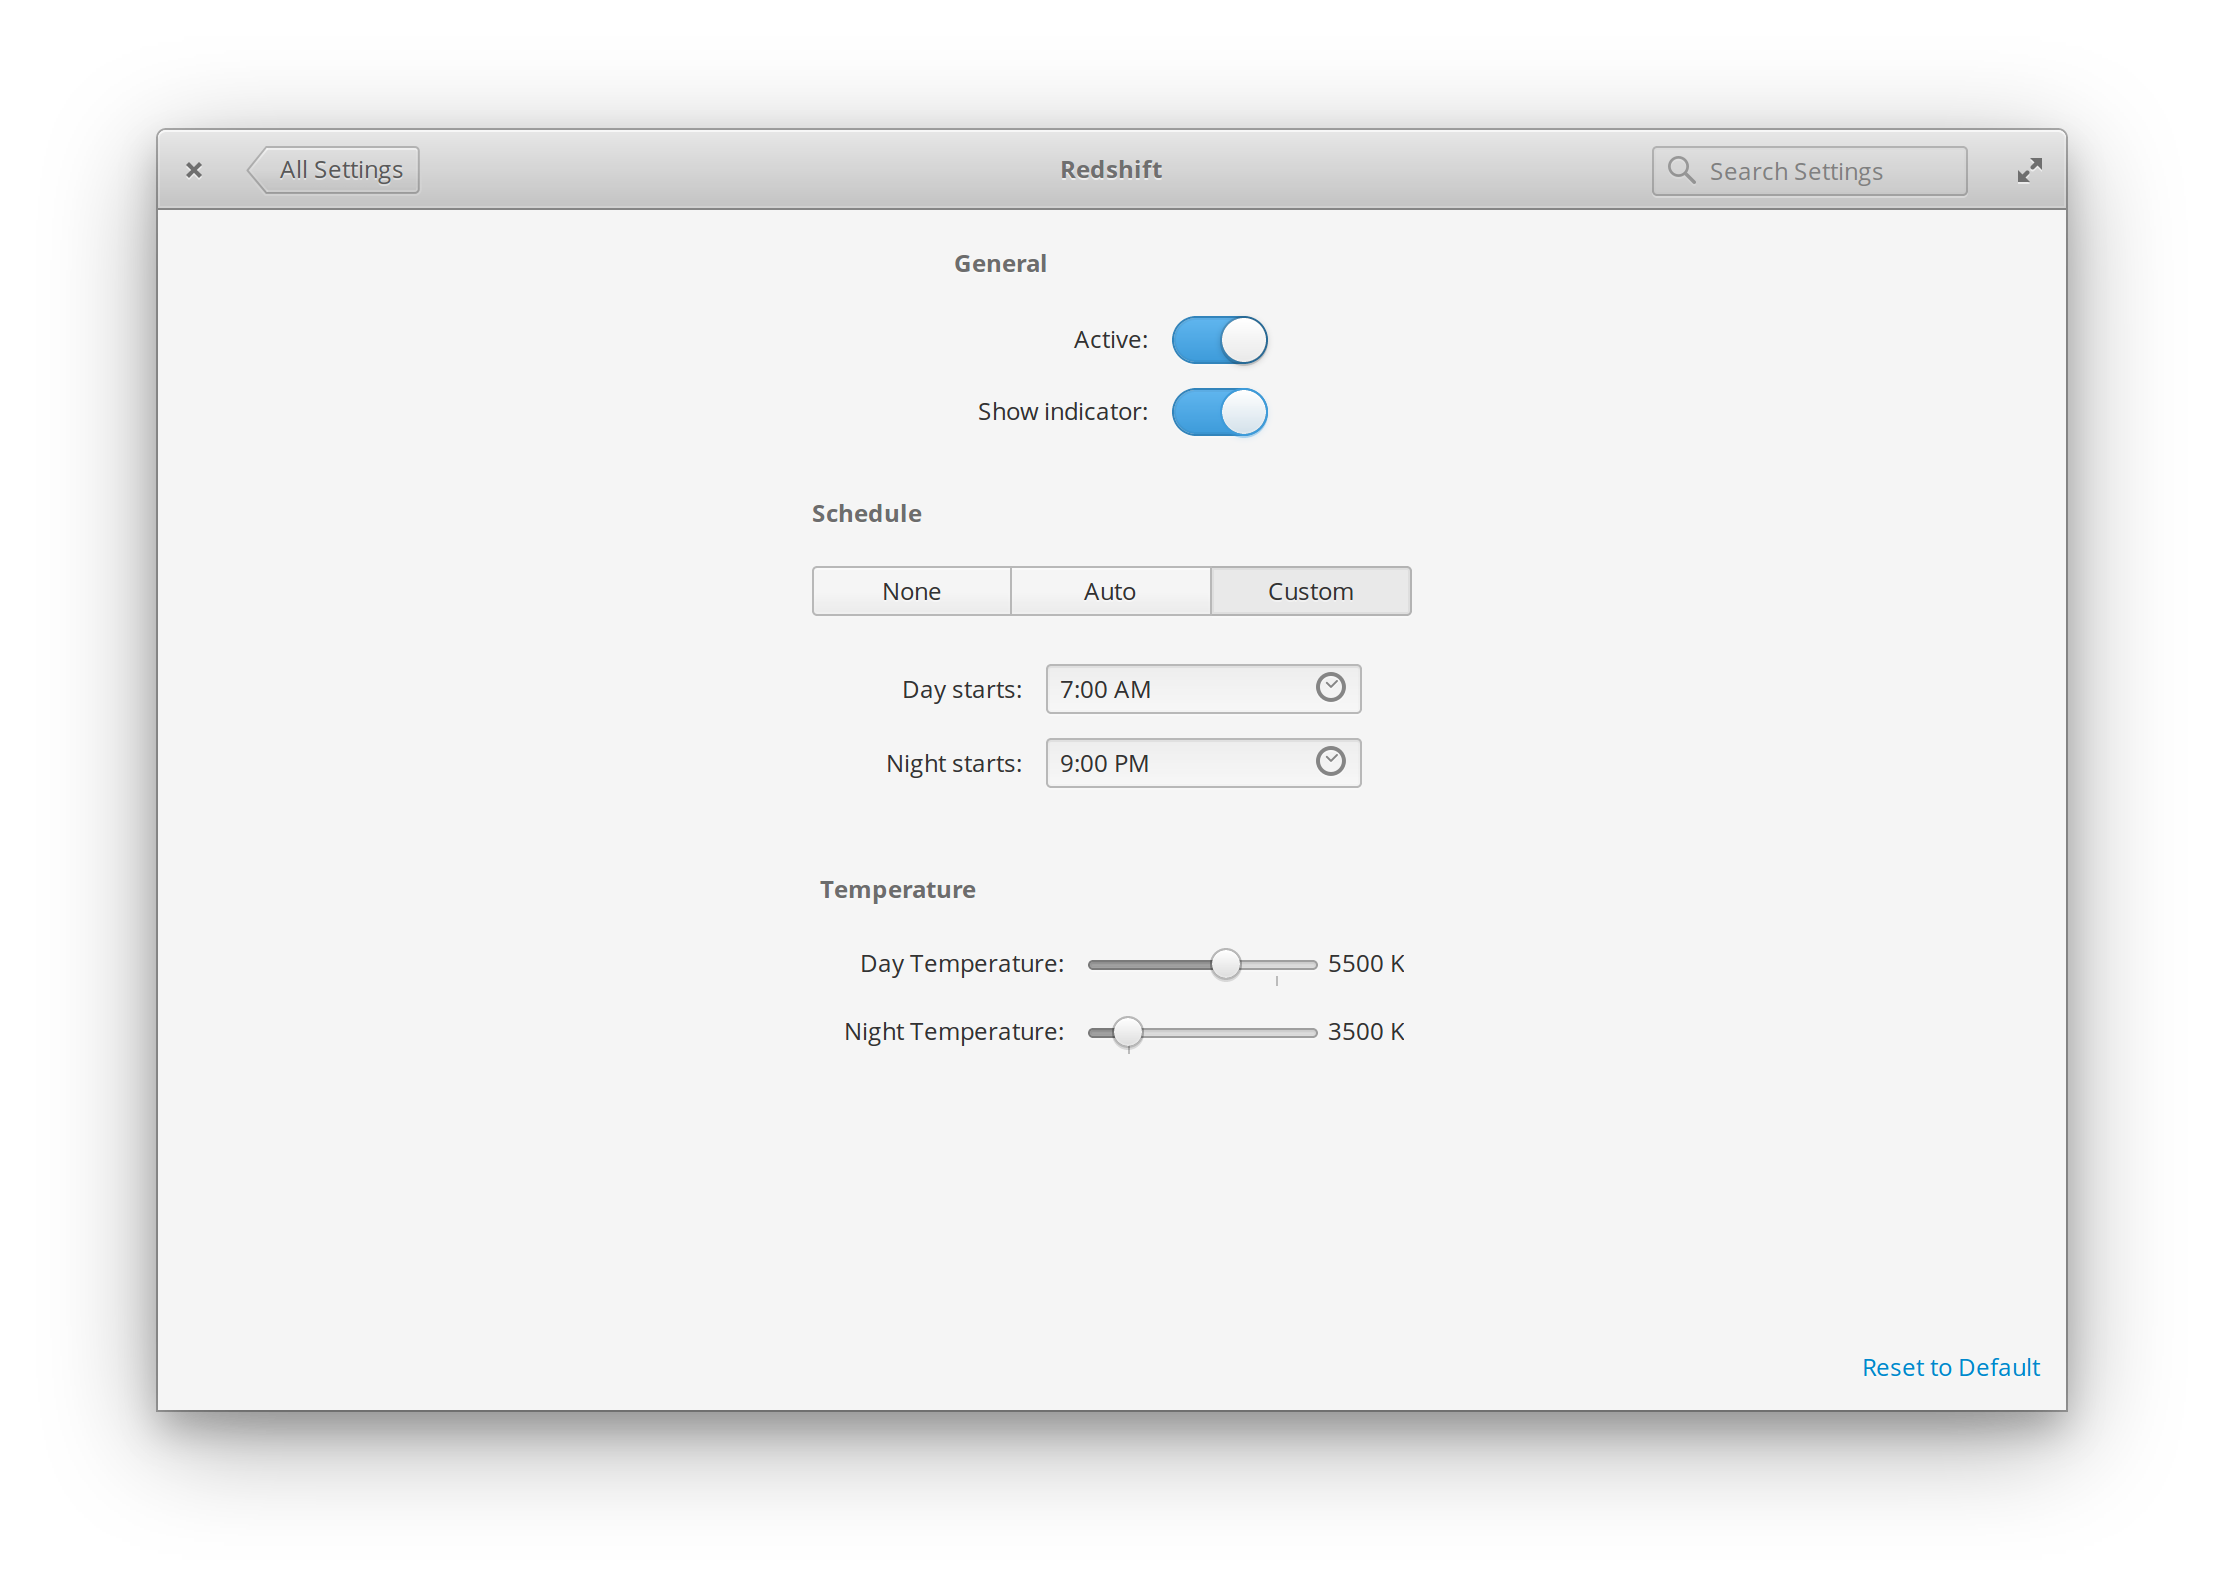 All Settings
Redshift
Search Settings
General
Active:
Show indicator:
Schedule
None Auto Custom
Day starts: 7:00 AM
Night starts: 9:00 PM
Temperature
Day Temperature: 5500 K
Night Temperature: 3500 K
Reset to Default